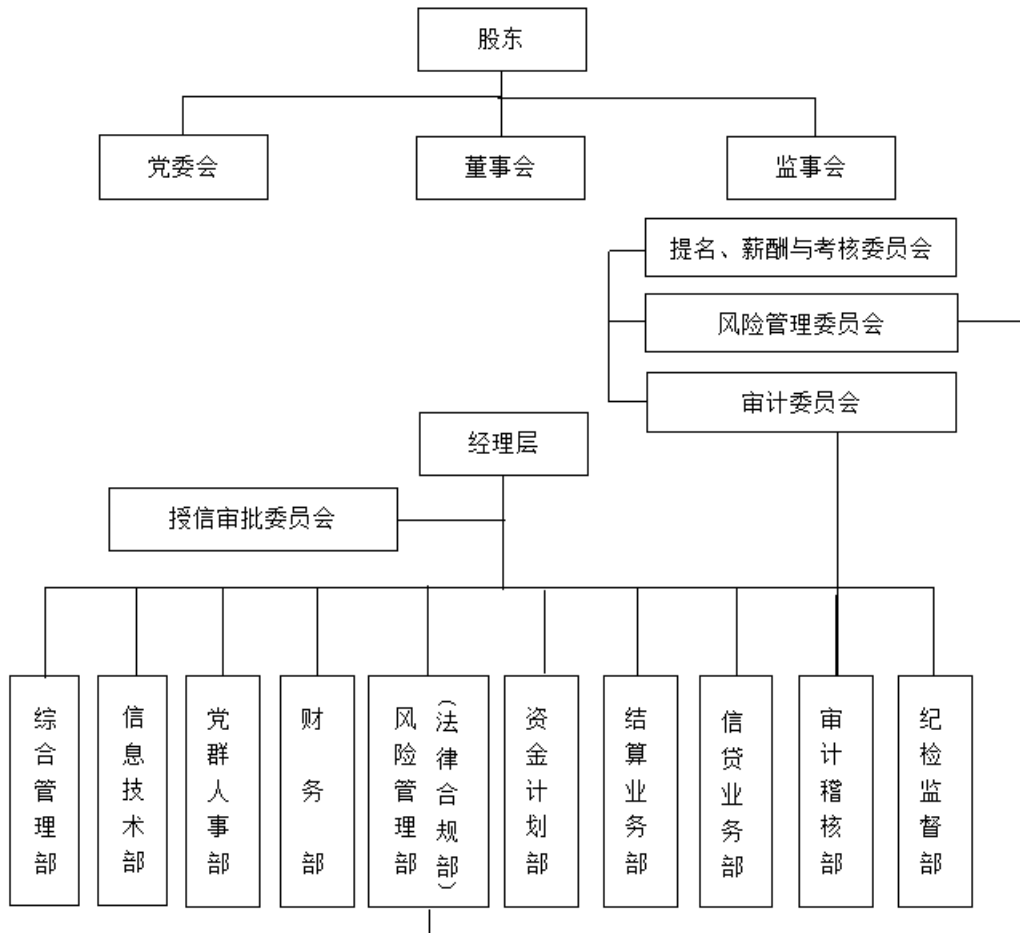 股东
党委会
董事会
监事会
提名、薪酬与考核委员会
风险管理委员会
审计委员会
经理层
授信审批委员会
综合管理部
信息技术部
党群人事部
财务部
风险管理部
（法律合规部）
资金计划部
结算业务部
信贷业务部
审计稽核部
纪检监督部